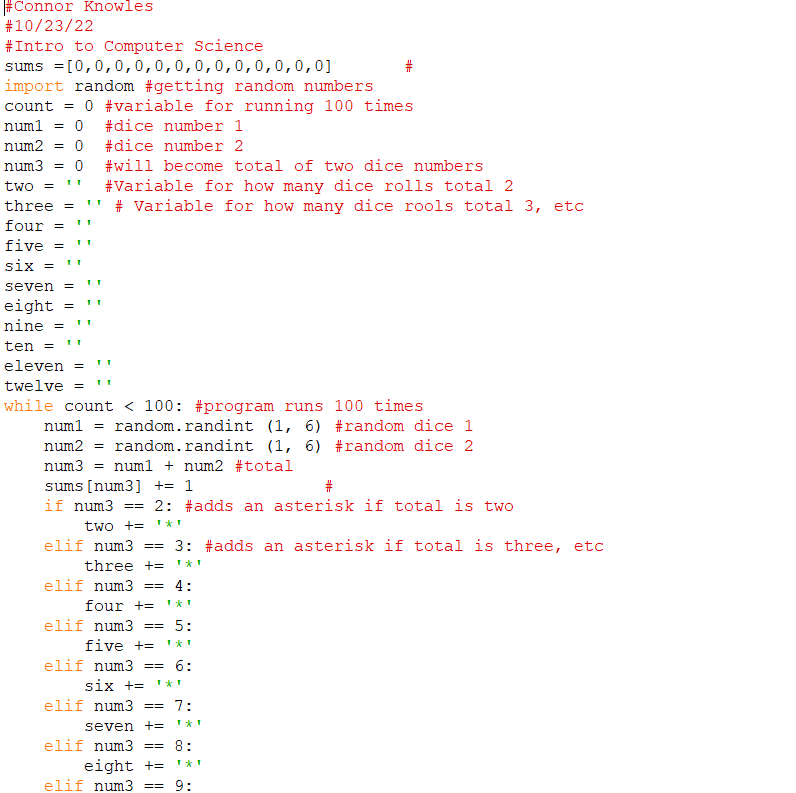 #Connor Knowles
#10/23/22
#Intro to Computer Science
sums =[0,0,0,0,0,0,0,0,0,0,0,0,0]       #
import random #getting random numbers
count = 0 #variable for running 100 times
num1 = 0  #dice number 1
num2 = 0  #dice number 2
num3 = 0  #will become total of two dice numbers
two = ''  #Variable for how many dice rolls total 2
three = '' # Variable for how many dice rools total 3, etc
four = ''
five = ''
six = ''
seven = ''
eight = ''
nine = ''
ten = ''
eleven = ''
twelve = ''
while count < 100: #program runs 100 times
    num1 = random.randint (1, 6) #random dice 1
    num2 = random.randint (1, 6) #random dice 2
    num3 = num1 + num2 #total
    sums[num3] += 1             #
    if num3 == 2: #adds an asterisk if total is two
        two += '*'
    elif num3 == 3: #adds an asterisk if total is three, etc
        three += '*'
    elif num3 == 4:
        four += '*'
    elif num3 == 5:
        five += '*'
    elif num3 == 6:
        six += '*'
    elif num3 == 7:
        seven += '*'
    elif num3 == 8:
        eight += '*'
    elif num3 == 9: